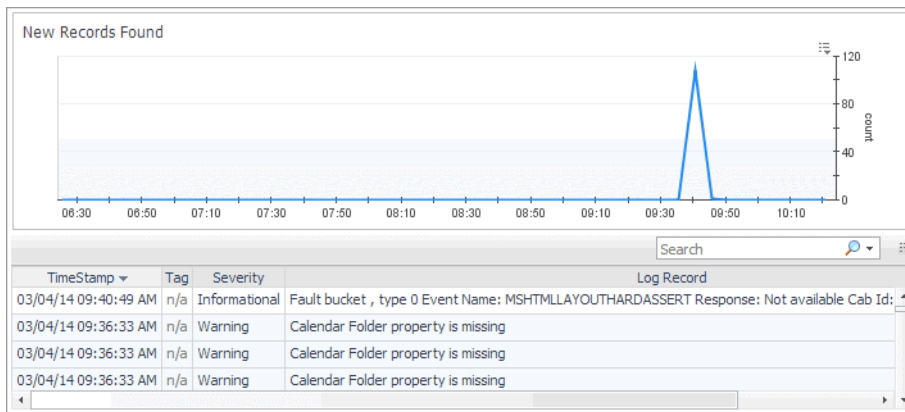 New Records Found
120
80
40
0
count
06:30 06:50 07:10 07:30 07:50 08:10 08:30 08:50 09:10 09:30 09:50 10:10
Search
TimeStamp Tag Severity Log Record
03/04/14 09:40:49 AM n/a Informational Fault bucket , type 0 Event Name: MSHTMLLAYOUTHARDASSERT Response: Not available Cab Id:
03/04/14 09:36:33 AM n/a Warning Calendar Folder property is missing
03/04/14 09:36:33 AM n/a Warning Calendar Folder property is missing
03/04/14 09:36:33 AM n/a Warning Calendar Folder property is missing